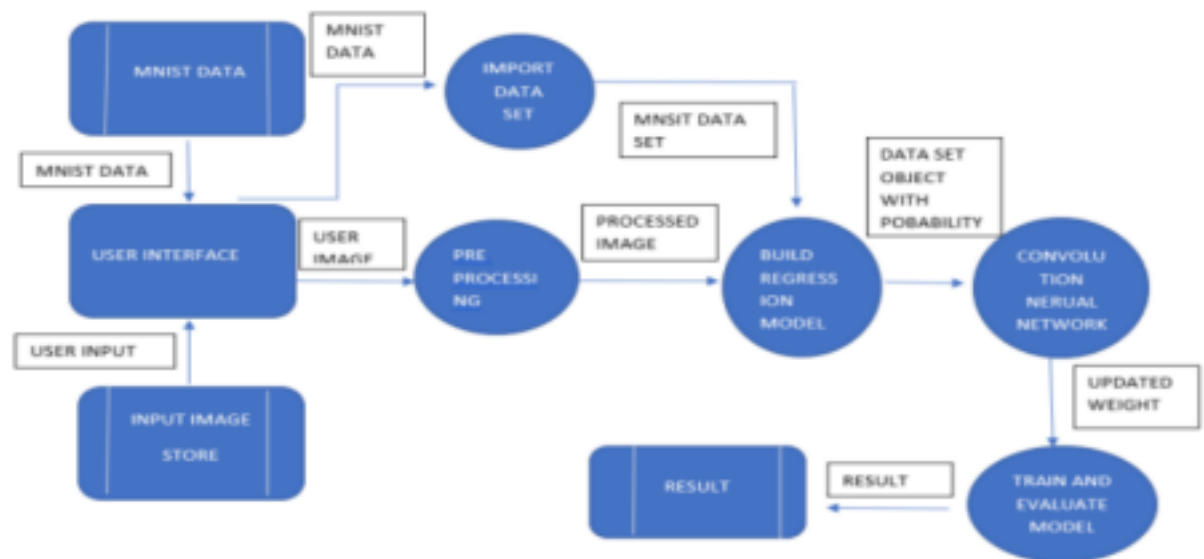 MNIST DATA
MNIST
DATA
IMPORT
DATA
SET
MNIST DATA
MNSIT DATA
SET
DATA SET
OBJECT
WITH
POBABILITY
USER INTERFACE
USER
IMAGE
PRE
PROCESSI
NG
PROCESSED
IMAGE
BUILD
REGRESS
ION
MODEL
CONVOLU
TION
NERUAL
NETWORK
USER INPUT
INPUT IMAGE
STORE
UPDATED
WEIGHT
RESULT
RESULT
TRAIN AND
EVALUATE
MODEL